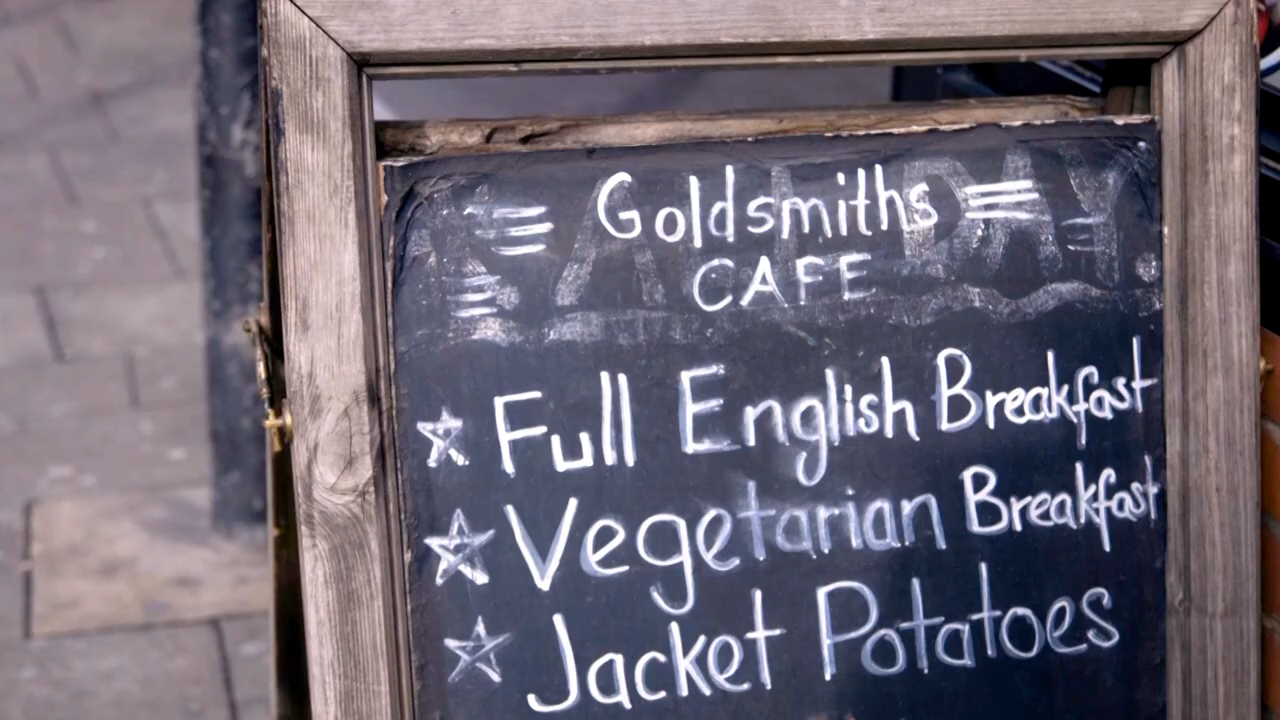 Goldsmiths
CAFE
Full English Breakfast
Vegetarian Breakfast
Jacket Potatoes